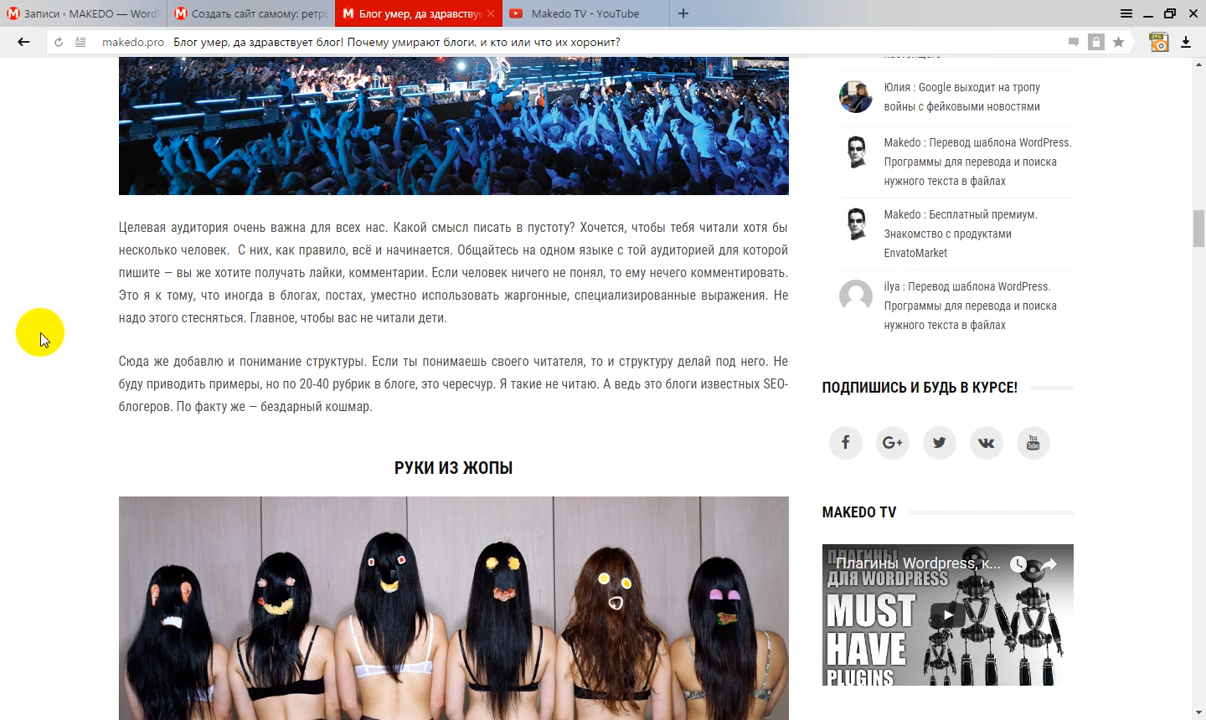 Записи ‹ MAKEDO — Word
Создать сайт самому: ретро
Блог умер, да здравствуе
Makedo TV - YouTube
makedo.pro Блог умер, да здравствует блог! Почему умирают блоги, и кто или что их хоронит?
Целевая аудитория очень важна для всех нас. Какой смысл писать в пустоту? Хочется, чтобы тебя читали хотя бы
несколько человек. С них, как правило, всё и начинается. Общайтесь на одном языке с той аудиторией для которой
пишите — вы же хотите получать лайки, комментарии. Если человек ничего не понял, то ему нечего комментировать.
Это я к тому, что иногда в блогах, постах, уместно использовать жаргонные, специализированные выражения. Не
надо этого стесняться. Главное, чтобы вас не читали дети.
Сюда же добавлю и понимание структуры. Если ты понимаешь своего читателя, то и структуру делай под него. Не
буду приводить примеры, но по 20-40 рубрик в блоге, это чересчур. Я такие не читаю. А ведь это блоги известных SEO-
блогеров. По факту же — бездарный кошмар.
РУКИ ИЗ ЖОПЫ
Юлия : Google выходит на тропу
войны с фейковыми новостями
Makedo : Перевод шаблона WordPress.
Программы для перевода и поиска
нужного текста в файлах
Makedo : Бесплатный премиум.
Знакомство с продуктами
EnvatoMarket
ilya : Перевод шаблона WordPress.
Программы для перевода и поиска
нужного текста в файлах
ПОДПИШИСЬ И БУДЬ В КУРСЕ!
MAKEDO TV
Плагины Wordpress, к...
ПЛАГИНЫ
ДЛЯ WORDPRESS
MUST
HAVE
PLUGINS